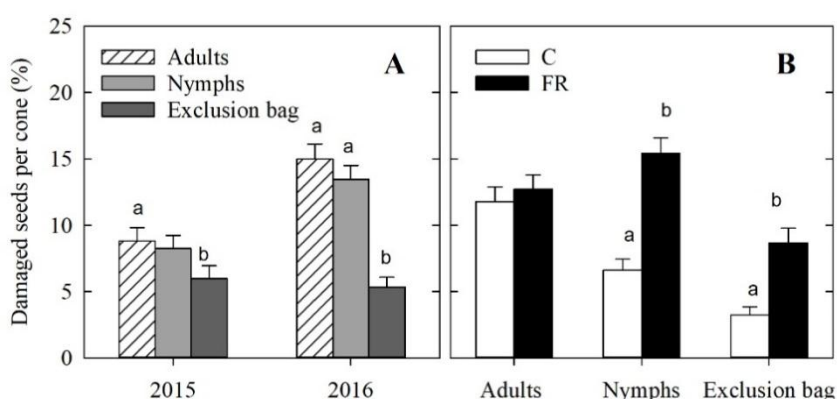 Damaged seeds per cone (%)
25
20
15
10
5
0
Adults
Nymphs
Exclusion bag
A
a
b
a
a
b
2015
2016
C
FR
B
a
b
a
b
Adults
Nymphs
Exclusion bag